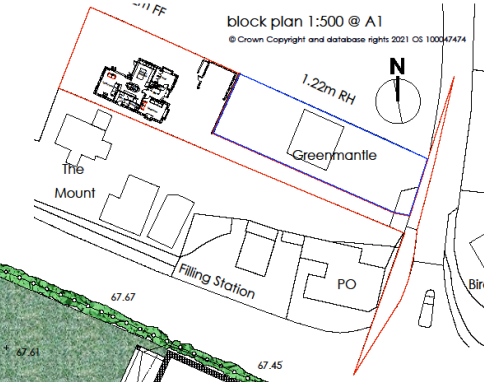 FF
block plan 1:500 @ A1
© Crown Copyright and database rights 2021 OS 100047474
N
1.22m RH
Greenmantle
The
Mount
Filling Station
PO
67.67
67.61
67.45